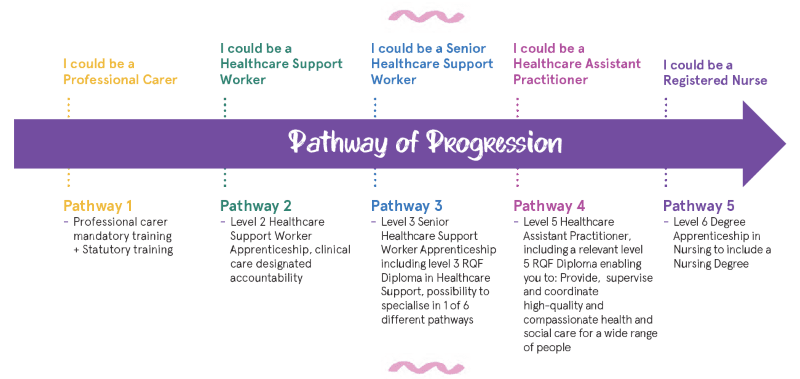 I could be a
Professional Carer
I could be a
Healthcare Support
Worker
I could be a Senior
Healthcare Support
Worker
I could be a
Healthcare Assistant
Practitioner
I could be a
Registered Nurse
Pathway of Progression
Pathway 1
- Professional carer
mandatory training
+ Statutory training
Pathway 2
- Level 2 Healthcare
Support Worker
Apprenticeship, clinical
care designated
accountability
Pathway 3
- Level 3 Senior
Healthcare Support
Worker Apprenticeship
including level 3 RQF
Diploma in Healthcare
Support, possibility to
specialise in 1 of 6
different pathways
Pathway 4
- Level 5 Healthcare
Assistant Practitioner,
including a relevant level
5 RQF Diploma enabling
you to: Provide, supervise
and coordinate
high-quality and
compassionate health and
social care for a wide range
of people
Pathway 5
- Level 6 Degree
Apprenticeship in
Nursing to include a
Nursing Degree